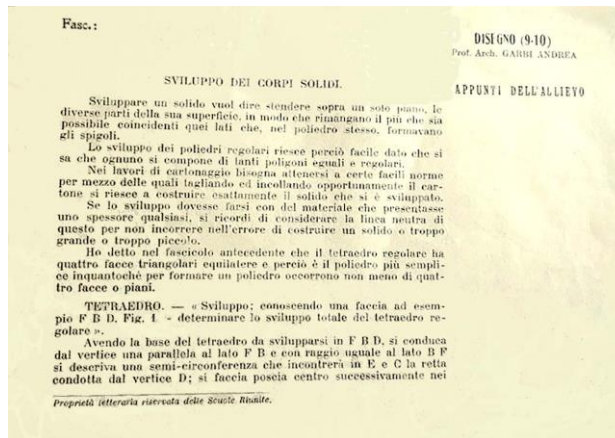 Fasc.:
DISEGNO (9-10)
Prof. Arch. GARBI ANDREA
APPUNTI DELL'ALLIEVO
SVILUPPO DEI CORPI SOLIDI.
Sviluppare un solido vuol dire stendere sopra un solo piano, le
diverse parti della sua superficie, in modo che rimangano il più che sia
possibile coincidenti quei lati che, nel poliedro stesso, formavano
gli spigoli.
Lo sviluppo dei poliedri regolari riesce perciò facile dato che si
sa che ognuno si compone di tanti poligoni eguali e regolari.
Nei lavori di cartonaggio bisogna attenersi a certe facili norme
per mezzo delle quali tagliando ed incollando opportunamente il car-
tone si riesce a costruire esattamente il solido che si è sviluppato.
Se lo sviluppo dovesse farsi con del materiale che presentasse
uno spessore qualsiasi, si ricordi di considerare la linea neutra di
questo per non incorrere nell'errore di costruire un solido o troppo
grande o troppo piccolo.
Ho detto nel fascicolo antecedente che il tetraedro regolare ha
quattro facce triangolari equilatere e perciò è il poliedro più sempli-
ce inquantochè per formare un poliedro occorrono non meno di quat-
tro facce o piani.
TETRAEDRO. — « Sviluppo; conoscendo una faccia ad esem-
pio F B D. Fig. 1. - determinare lo sviluppo totale del tetraedro re-
golare ».
Avendo la base del tetraedro da svilupparsi in F B D, si conduca
dal vertice una parallela al lato F B e con raggio uguale al lato B F
si descriva una semi-circonferenza che incontrerà in E e C la retta
condotta dal vertice D; si faccia poscia centro successivamente nei
Proprietà letteraria riservata delle Scuole Riunite.